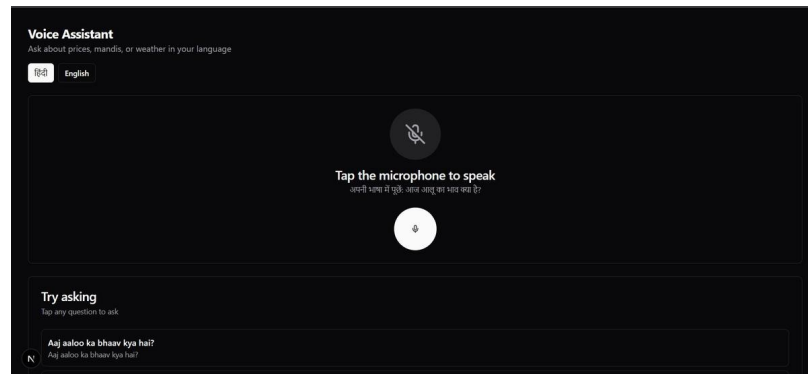 Voice Assistant
Ask about prices, mandis, or weather in your language
हिंदी English
Tap the microphone to speak
अपनी भाषा में पूछें: आज आलू का भाव क्या है?
Try asking
Tap any question to ask
Aaj aaloo ka bhaav kya hai?
Aaj aaloo ka bhaav kya hai?
N